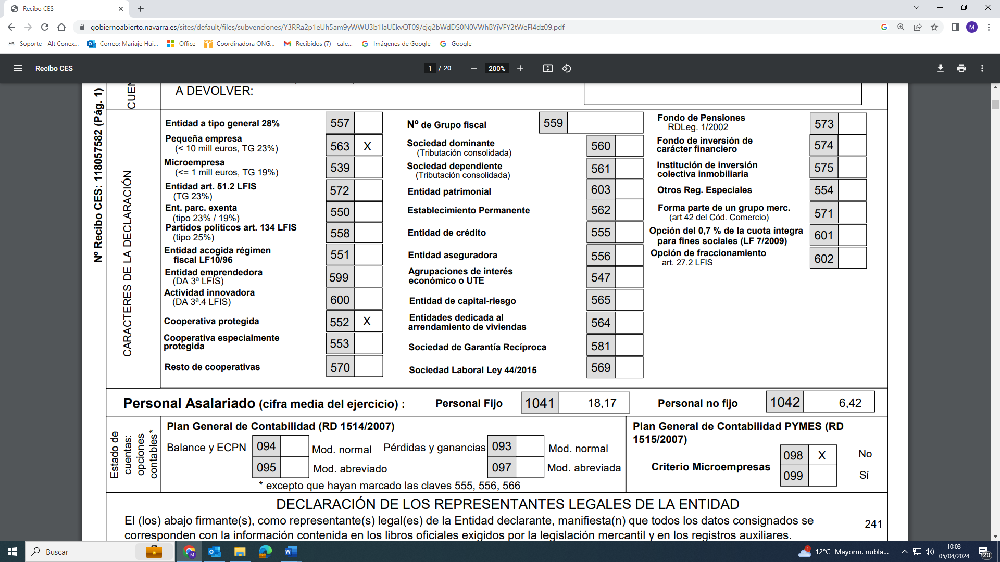 Recibo CES
gobiernoabierto.navarra.es/sites/default/files/subvenciones/Y3RRa2p1eUh5am9yWWU3b1laUEkvQT09/cjg2bWdDS0N0VWhBYjVFY2tWeFl4dz09.pdf
M
ALT Soporte - Alt Conex...
Correo: Mariaje Hui...
Office
Coordinadora ONG...
Recibidos (7) - cale...
Imágenes de Google
Google
Recibo CES
1 / 20
200%
Nº Recibo CES: 118057582 (Pág. 1)
CUEN
A DEVOLVER:
CARACTERES DE LA DECLARACIÓN
Entidad a tipo general 28% 557
Pequeña empresa
(< 10 mill euros, TG 23%) 563 X
Microempresa
(<= 1 mill euros, TG 19%) 539
Entidad art. 51.2 LFIS
(TG 23%) 572
Ent. parc. exenta
(tipo 23% / 19%) 550
Partidos políticos art. 134 LFIS
(tipo 25%) 558
Entidad acogida régimen
fiscal LF10/96 551
Entidad emprendedora
(DA 3ª LFIS) 599
Actividad innovadora
(DA 3ª.4 LFIS) 600
Cooperativa protegida 552 X
Cooperativa especialmente
protegida 553
Resto de cooperativas 570
Nº de Grupo fiscal 559
Sociedad dominante
(Tributación consolidada) 560
Sociedad dependiente
(Tributación consolidada) 561
Entidad patrimonial 603
Establecimiento Permanente 562
Entidad de crédito 555
Entidad aseguradora 556
Agrupaciones de interés
económico o UTE 547
Entidad de capital-riesgo 565
Entidades dedicada al
arrendamiento de viviendas 564
Sociedad de Garantía Recíproca 581
Sociedad Laboral Ley 44/2015 569
Fondo de Pensiones
RDLeg. 1/2002 573
Fondo de inversión de
carácter financiero 574
Institución de inversión
colectiva inmobiliaria 575
Otros Reg. Especiales 554
Forma parte de un grupo merc.
(art 42 del Cód. Comercio) 571
Opción del 0,7 % de la cuota íntegra
para fines sociales (LF 7/2009) 601
Opción de fraccionamiento
art. 27.2 LFIS 602
Personal Asalariado (cifra media del ejercicio) : Personal Fijo 1041 18,17 Personal no fijo 1042 6,42
Estado de
cuentas:
opciones
contables*
Plan General de Contabilidad (RD 1514/2007)
Balance y ECPN 094 Mod. normal Pérdidas y ganancias 093 Mod. normal
095 Mod. abreviado 097 Mod. abreviada
* excepto que hayan marcado las claves 555, 556, 566
Plan General de Contabilidad PYMES (RD
1515/2007)
Criterio Microempresas
098 X No
099 Sí
DECLARACIÓN DE LOS REPRESENTANTES LEGALES DE LA ENTIDAD
El (los) abajo firmante(s), como representante(s) legal(es) de la Entidad declarante, manifiesta(n) que todos los datos consignados se
corresponden con la información contenida en los libros oficiales exigidos por la legislación mercantil y en los registros auxiliares.
241
Buscar
M
1
12°C Mayorm. nubla...
10:03
05/04/2024
20